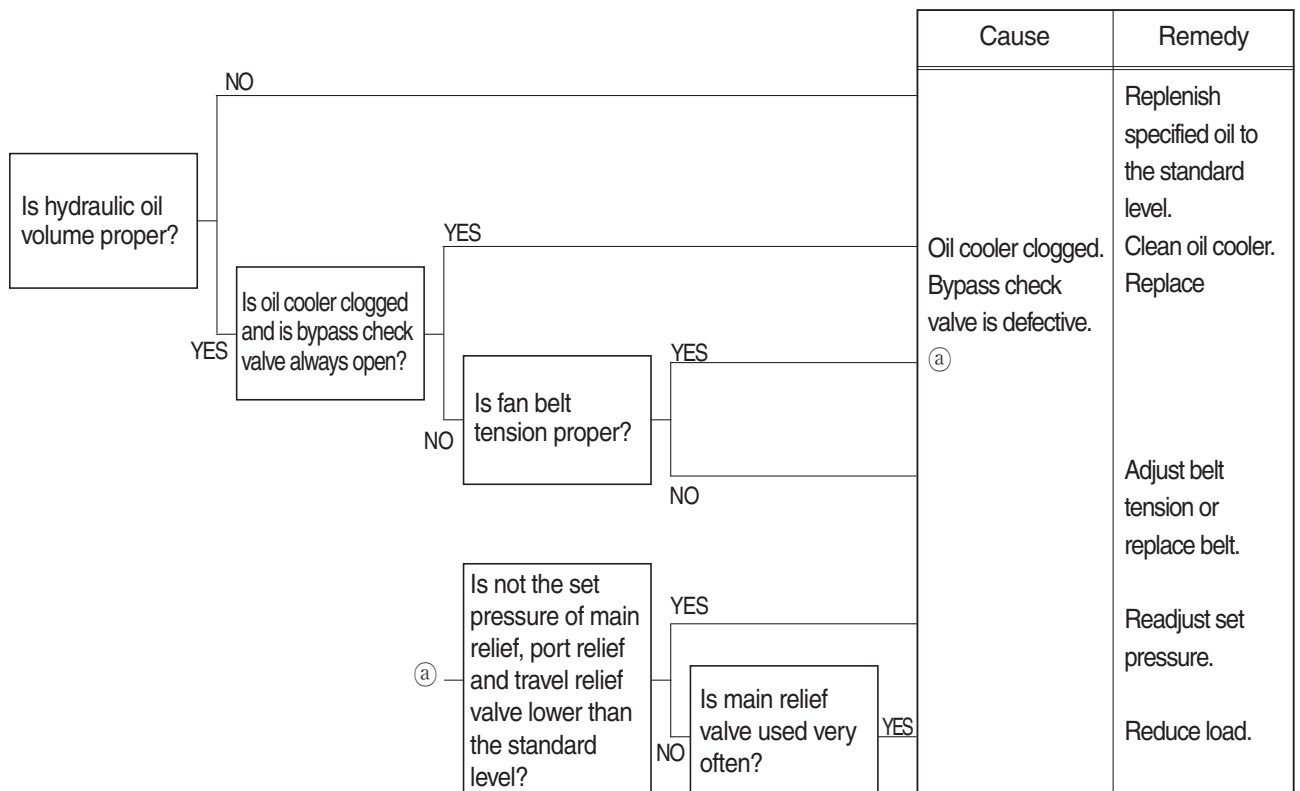 Cause
Remedy
NO
Replenish
specified oil to
the standard
level.
Is hydraulic oil
volume proper?
YES
Oil cooler clogged.
Clean oil cooler.
Is oil cooler clogged
and is bypass check
valve always open?
YES
Bypass check
valve is defective.
Replace
YES
ⓐ
Is fan belt
tension proper?
NO
NO
Adjust belt
tension or
replace belt.
ⓐ
Is not the set
pressure of main
relief, port relief
and travel relief
valve lower than
the standard
level?
YES
Readjust set
pressure.
NO
Is main relief
valve used very
often?
YES
Reduce load.